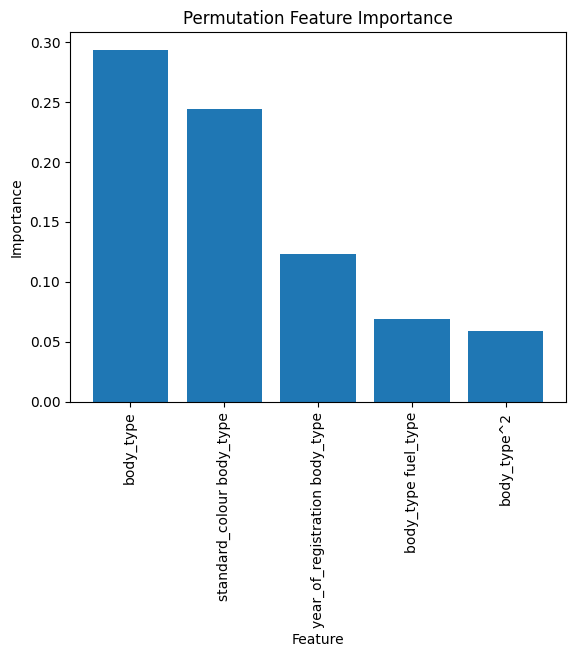 Permutation Feature Importance
Importance
0.30
0.25
0.20
0.15
0.10
0.05
0.00
body_type
standard_colour body_type
year_of_registration body_type
body_type fuel_type
body_type^2
Feature